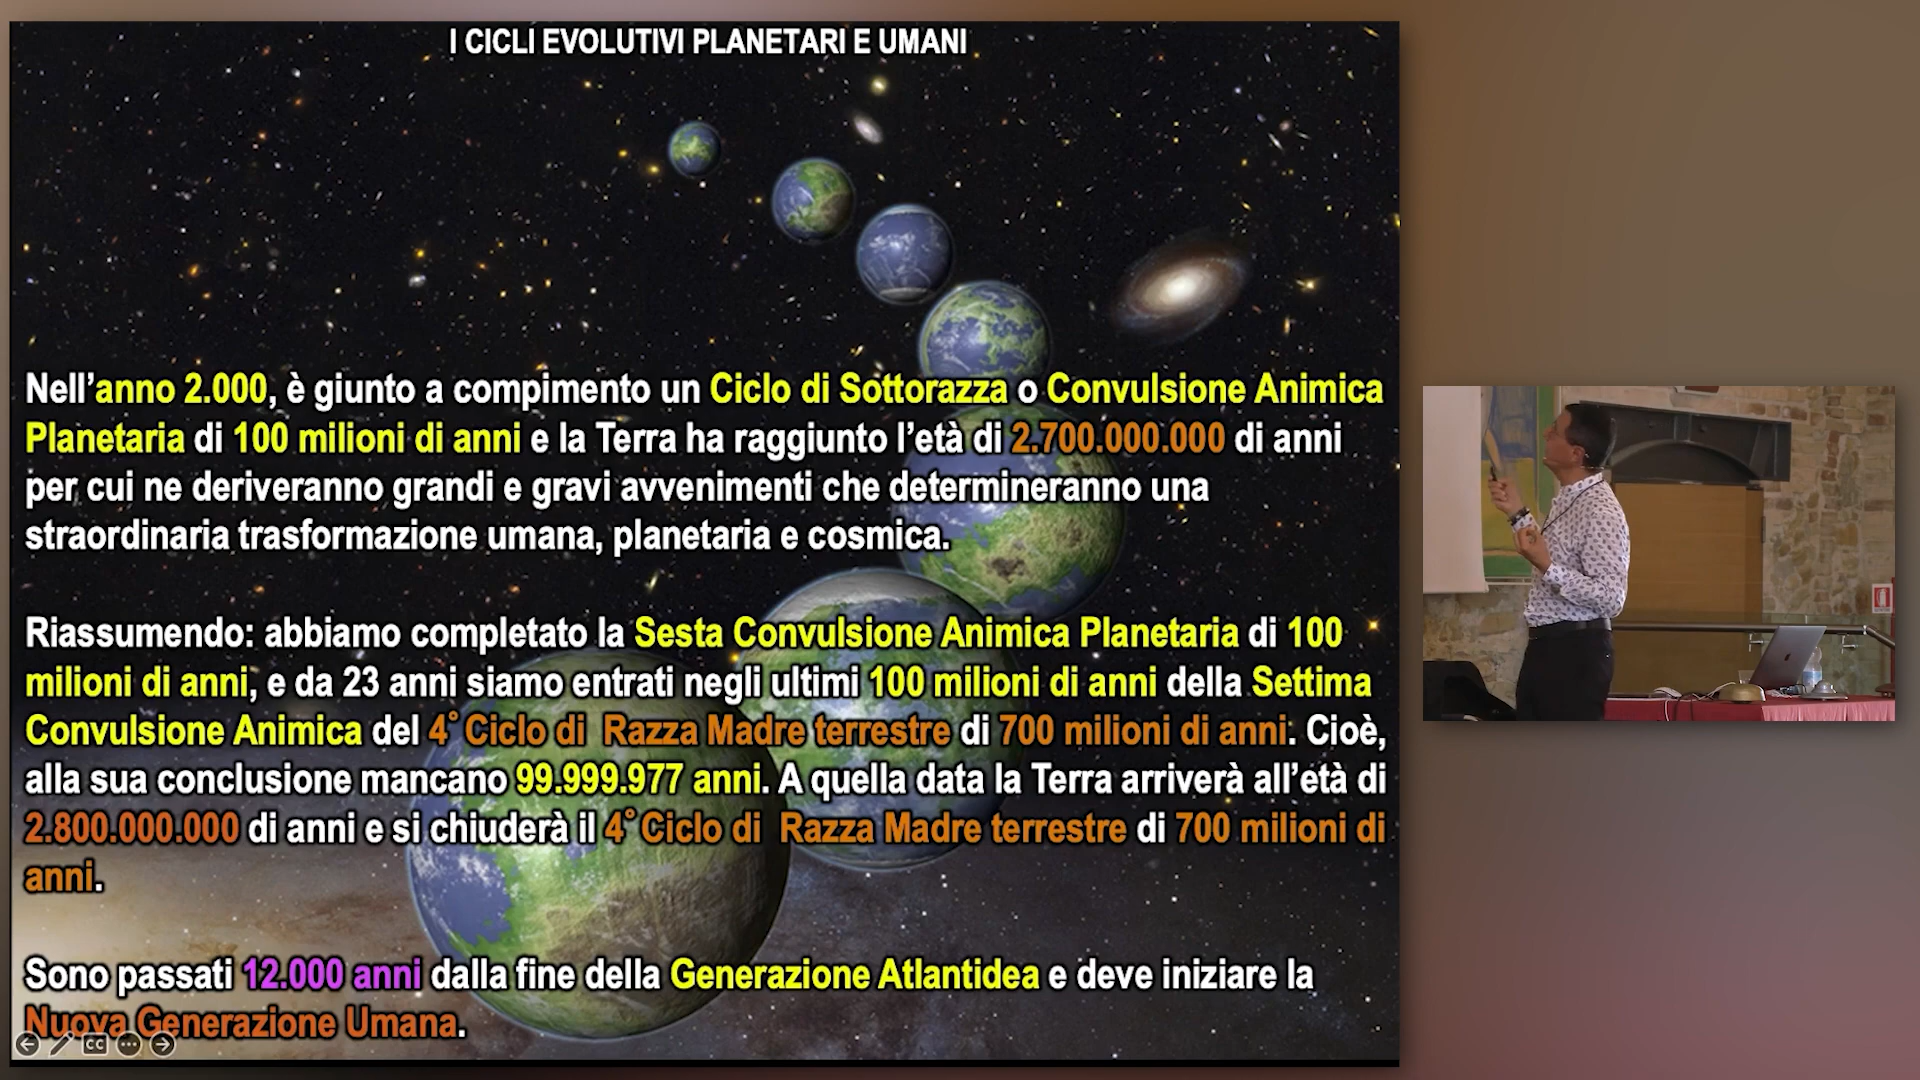 I CICLI EVOLUTIVI PLANETARI E UMANI
Nell’anno 2.000, è giunto a compimento un Ciclo di Sottorazza o Convulsione Animica
Planetaria di 100 milioni di anni e la Terra ha raggiunto l’età di 2.700.000.000 di anni
per cui ne deriveranno grandi e gravi avvenimenti che determineranno una
straordinaria trasformazione umana, planetaria e cosmica.
Riassumendo: abbiamo completato la Sesta Convulsione Animica Planetaria di 100
milioni di anni, e da 23 anni siamo entrati negli ultimi 100 milioni di anni della Settima
Convulsione Animica del 4° Ciclo di Razza Madre terrestre di 700 milioni di anni. Cioè,
alla sua conclusione mancano 99.999.977 anni. A quella data la Terra arriverà all’età di
2.800.000.000 di anni e si chiuderà il 4° Ciclo di Razza Madre terrestre di 700 milioni di
anni.
Sono passati 12.000 anni dalla fine della Generazione Atlantidea e deve iniziare la
Nuova Generazione Umana.
CC